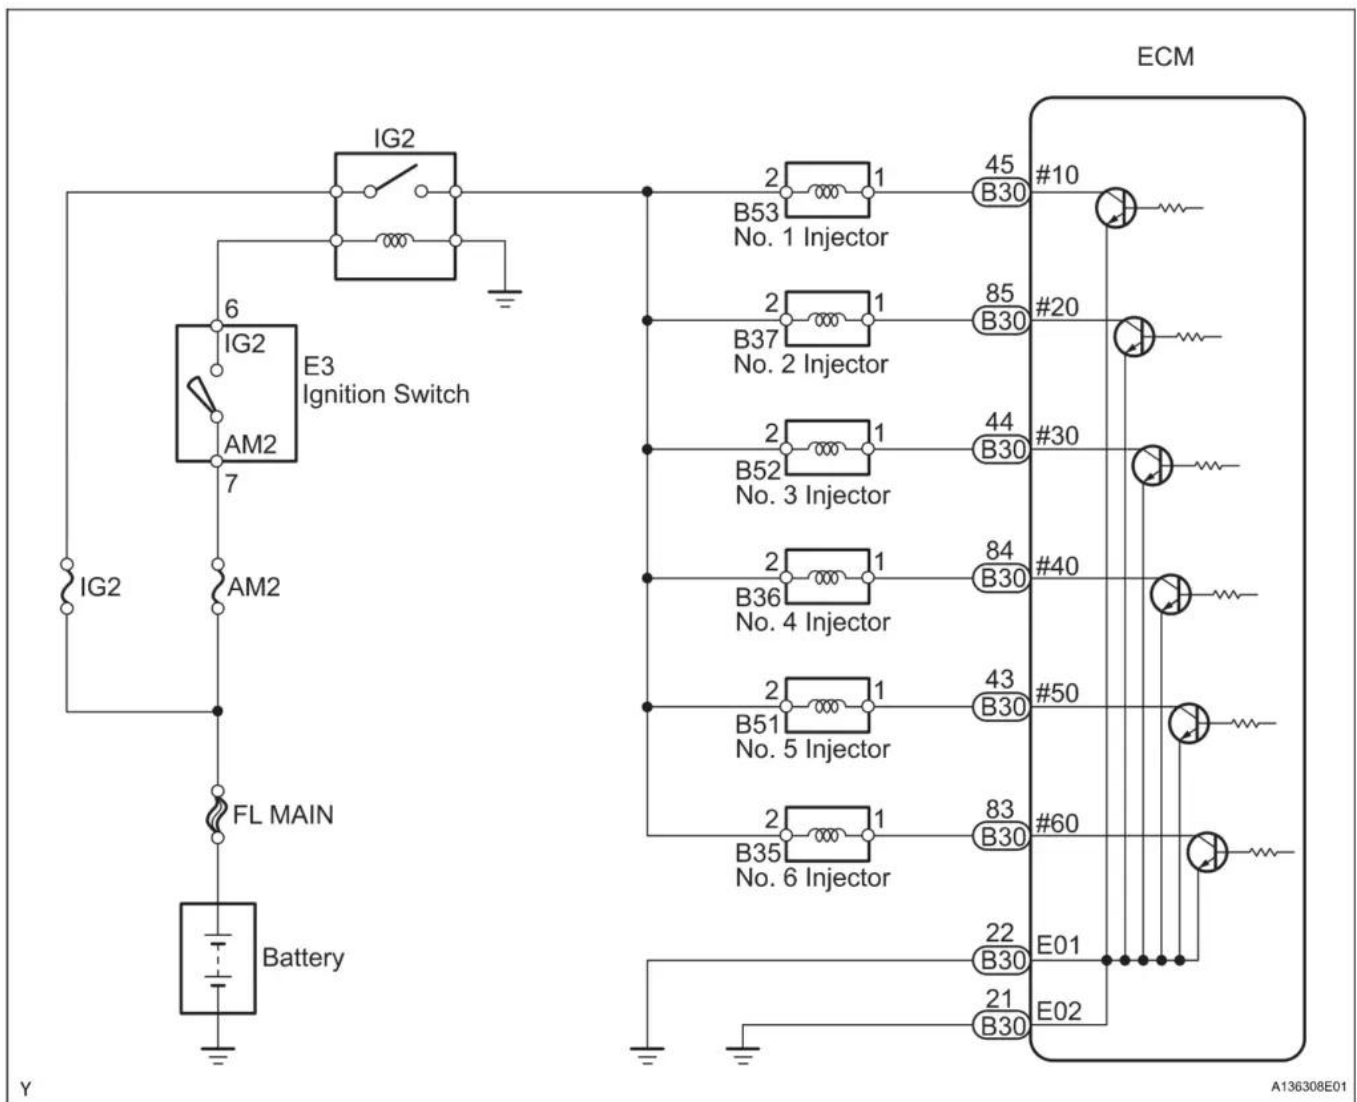 ECM
IG2
2 1
45
B30
#10
B53
No. 1 Injector
2 1
85
B30
#20
B37
No. 2 Injector
6
IG2
E3
Ignition Switch
AM2
7
2 1
44
B30
#30
B52
No. 3 Injector
IG2
AM2
2 1
84
B30
#40
B36
No. 4 Injector
2 1
43
B30
#50
B51
No. 5 Injector
FL MAIN
2 1
83
B30
#60
B35
No. 6 Injector
Battery
22
B30
E01
21
B30
E02
Y
A136308E01